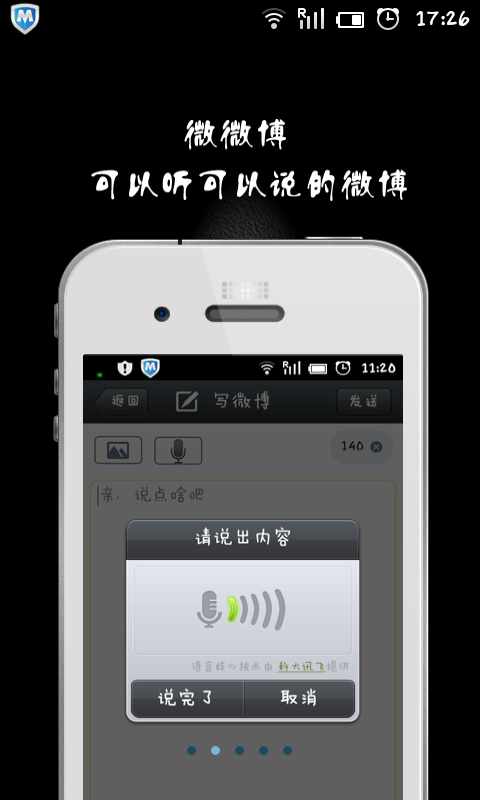 17:26
微微博
可以听可以说的微博
11:20
返回
写微博
发送
140
亲，说点啥吧
请说出内容
语音核心技术由 科大讯飞提供
说完了
取消